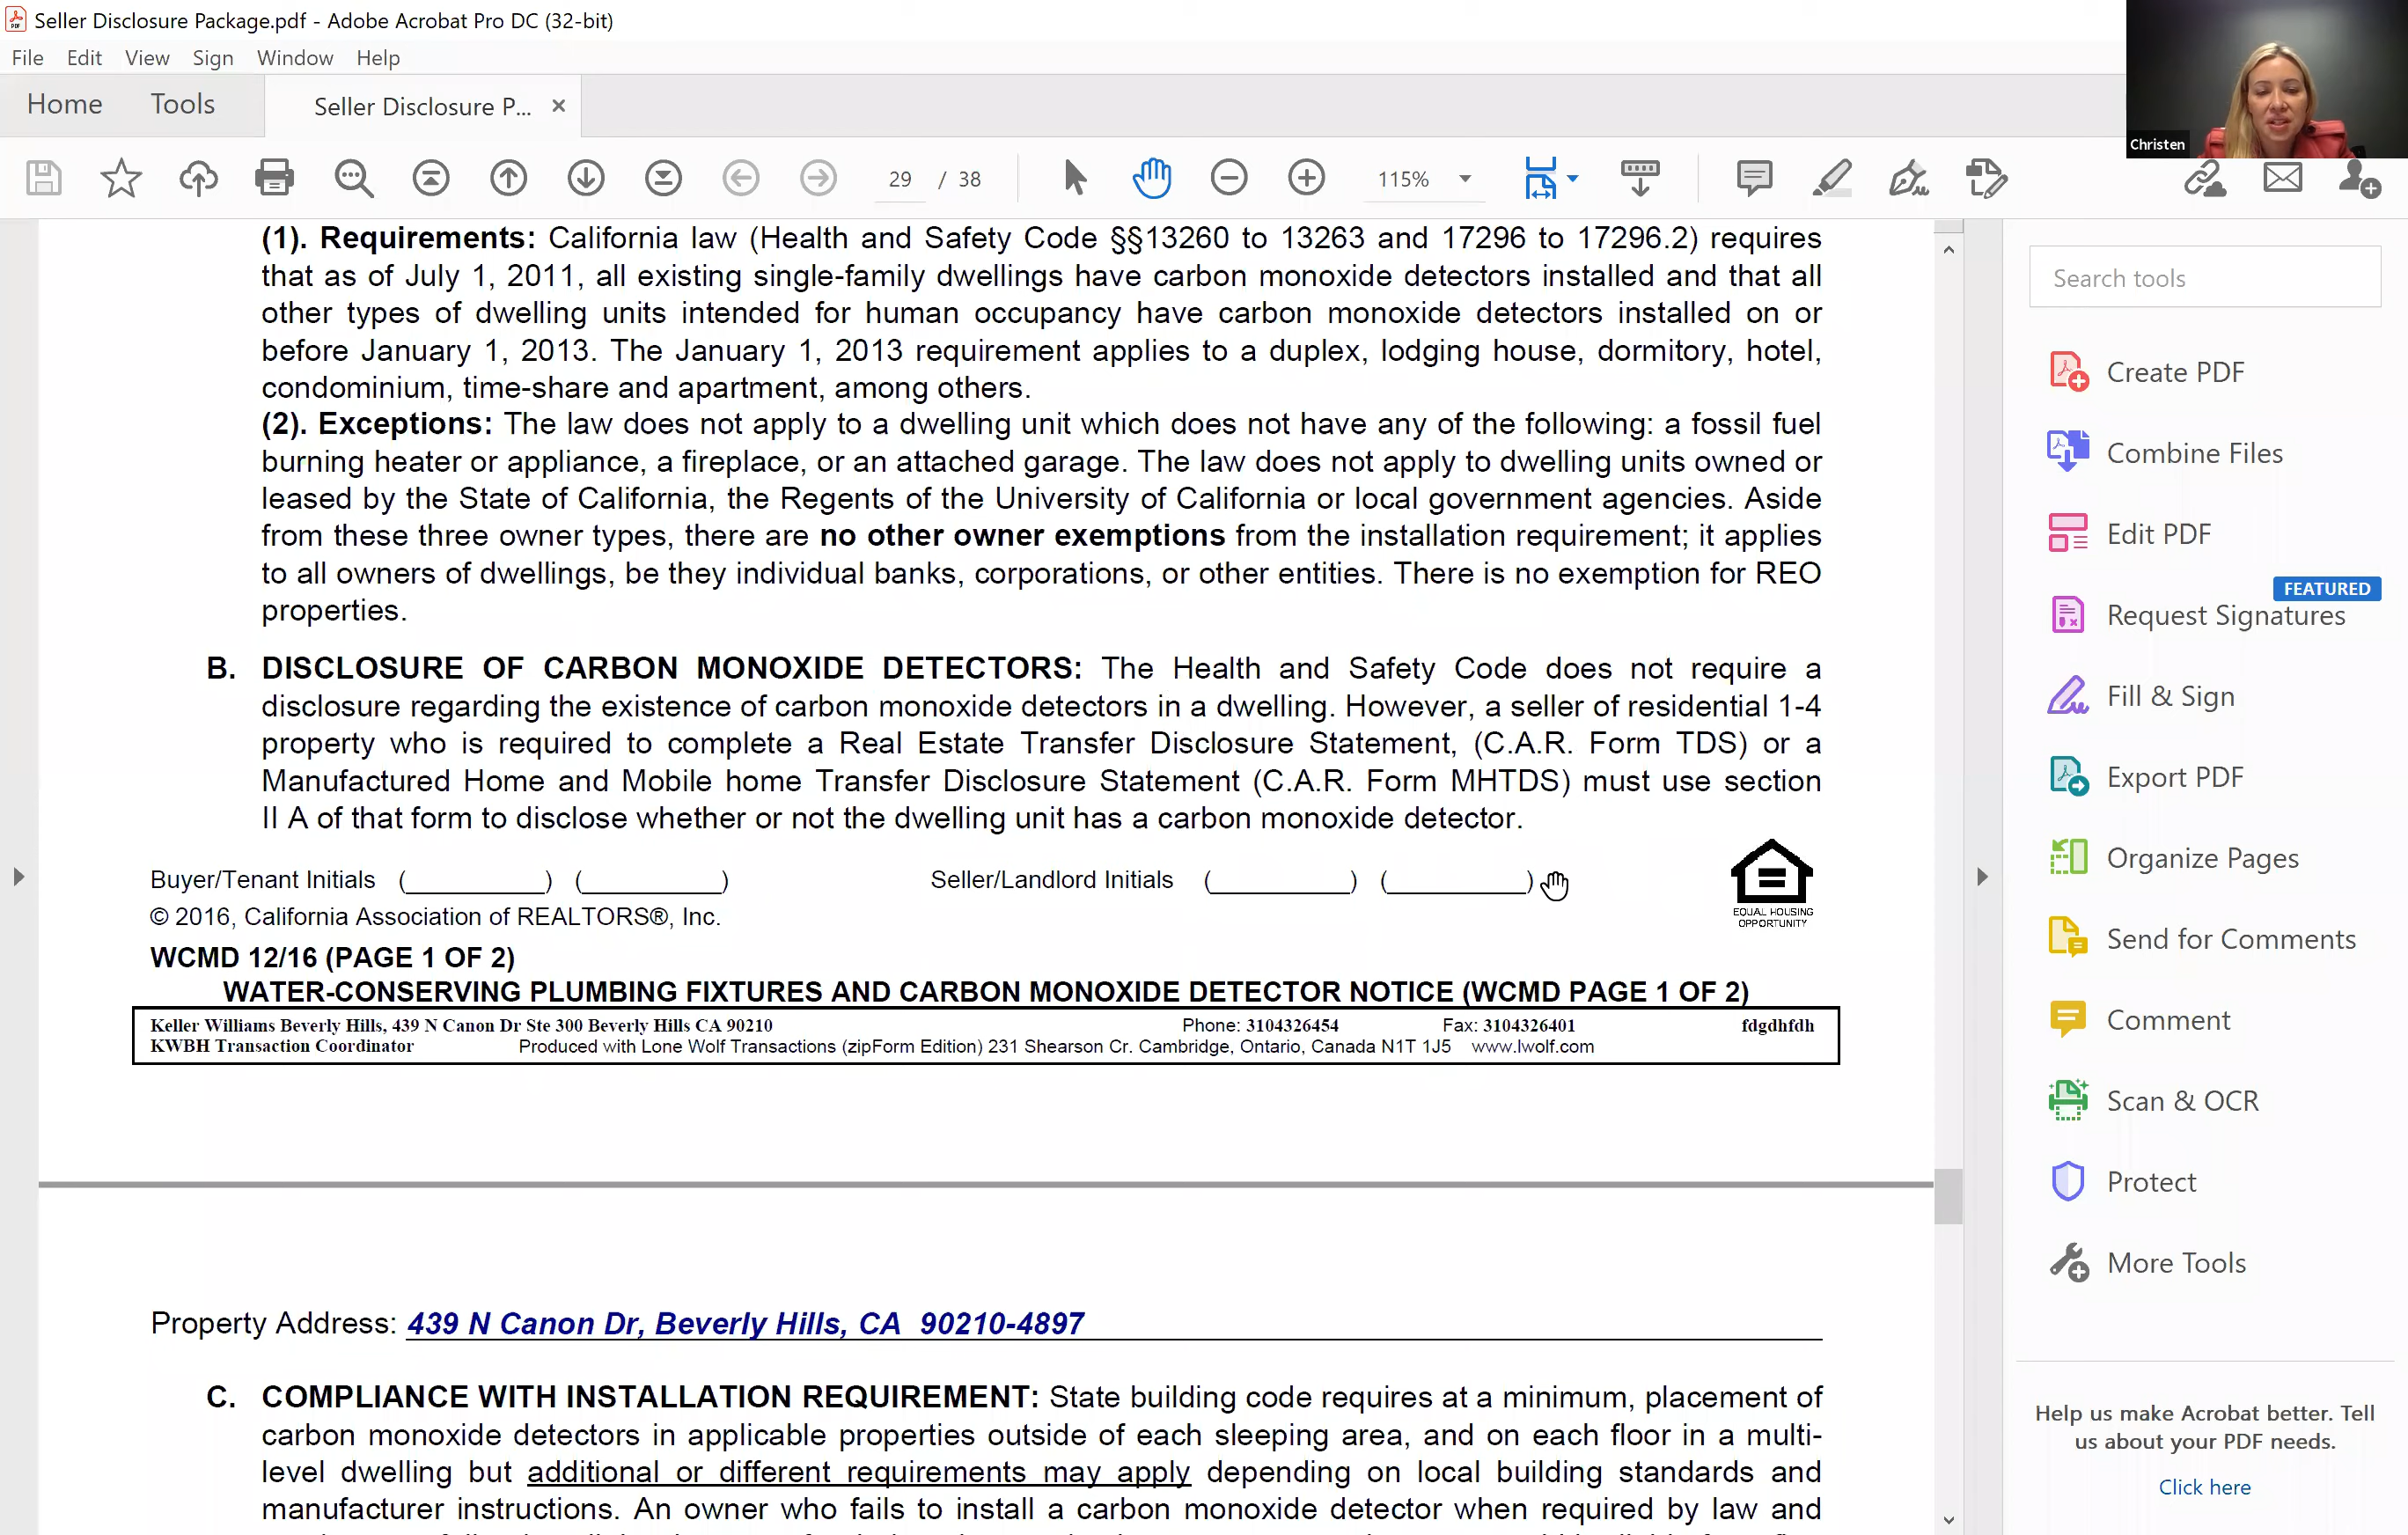 Seller Disclosure Package.pdf - Adobe Acrobat Pro DC (32-bit)
File Edit View Sign Window Help
Home Tools Seller Disclosure P... ×
29 / 38 115%
Christen
(1). Requirements: California law (Health and Safety Code §§13260 to 13263 and 17296 to 17296.2) requires
that as of July 1, 2011, all existing single-family dwellings have carbon monoxide detectors installed and that all
other types of dwelling units intended for human occupancy have carbon monoxide detectors installed on or
before January 1, 2013. The January 1, 2013 requirement applies to a duplex, lodging house, dormitory, hotel,
condominium, time-share and apartment, among others.
(2). Exceptions: The law does not apply to a dwelling unit which does not have any of the following: a fossil fuel
burning heater or appliance, a fireplace, or an attached garage. The law does not apply to dwelling units owned or
leased by the State of California, the Regents of the University of California or local government agencies. Aside
from these three owner types, there are no other owner exemptions from the installation requirement; it applies
to all owners of dwellings, be they individual banks, corporations, or other entities. There is no exemption for REO
properties.
B. DISCLOSURE OF CARBON MONOXIDE DETECTORS: The Health and Safety Code does not require a
disclosure regarding the existence of carbon monoxide detectors in a dwelling. However, a seller of residential 1-4
property who is required to complete a Real Estate Transfer Disclosure Statement, (C.A.R. Form TDS) or a
Manufactured Home and Mobile home Transfer Disclosure Statement (C.A.R. Form MHTDS) must use section
II A of that form to disclose whether or not the dwelling unit has a carbon monoxide detector.
Buyer/Tenant Initials (__________) (__________) Seller/Landlord Initials (__________) (__________)
EQUAL HOUSING
OPPORTUNITY
© 2016, California Association of REALTORS®, Inc.
WCMD 12/16 (PAGE 1 OF 2)
WATER-CONSERVING PLUMBING FIXTURES AND CARBON MONOXIDE DETECTOR NOTICE (WCMD PAGE 1 OF 2)
Keller Williams Beverly Hills, 439 N Canon Dr Ste 300 Beverly Hills CA 90210 Phone: 3104326454 Fax: 3104326401 fdgdhfdh
KWBH Transaction Coordinator Produced with Lone Wolf Transactions (zipForm Edition) 231 Shearson Cr. Cambridge, Ontario, Canada N1T 1J5 www.lwolf.com
Property Address: 439 N Canon Dr, Beverly Hills, CA 90210-4897
C. COMPLIANCE WITH INSTALLATION REQUIREMENT: State building code requires at a minimum, placement of
carbon monoxide detectors in applicable properties outside of each sleeping area, and on each floor in a multi-
level dwelling but additional or different requirements may apply depending on local building standards and
manufacturer instructions. An owner who fails to install a carbon monoxide detector when required by law and
Search tools
Create PDF
Combine Files
Edit PDF
FEATURED
Request Signatures
Fill & Sign
Export PDF
Organize Pages
Send for Comments
Comment
Scan & OCR
Protect
More Tools
Help us make Acrobat better. Tell
us about your PDF needs.
Click here